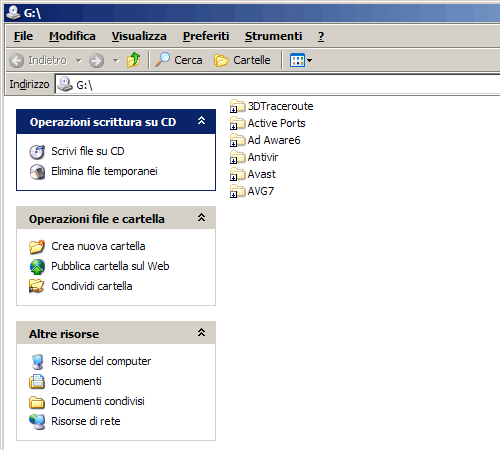 G:\
File Modifica Visualizza Preferiti Strumenti ?
Indietro Cerca Cartelle
Indirizzo G:\
Operazioni scrittura su CD
Scrivi file su CD
Elimina file temporanei
Operazioni file e cartella
Crea nuova cartella
Pubblica cartella sul Web
Condividi cartella
Altre risorse
Risorse del computer
Documenti
Documenti condivisi
Risorse di rete
3DTraceroute
Active Ports
Ad Aware6
Antivir
Avast
AVG7